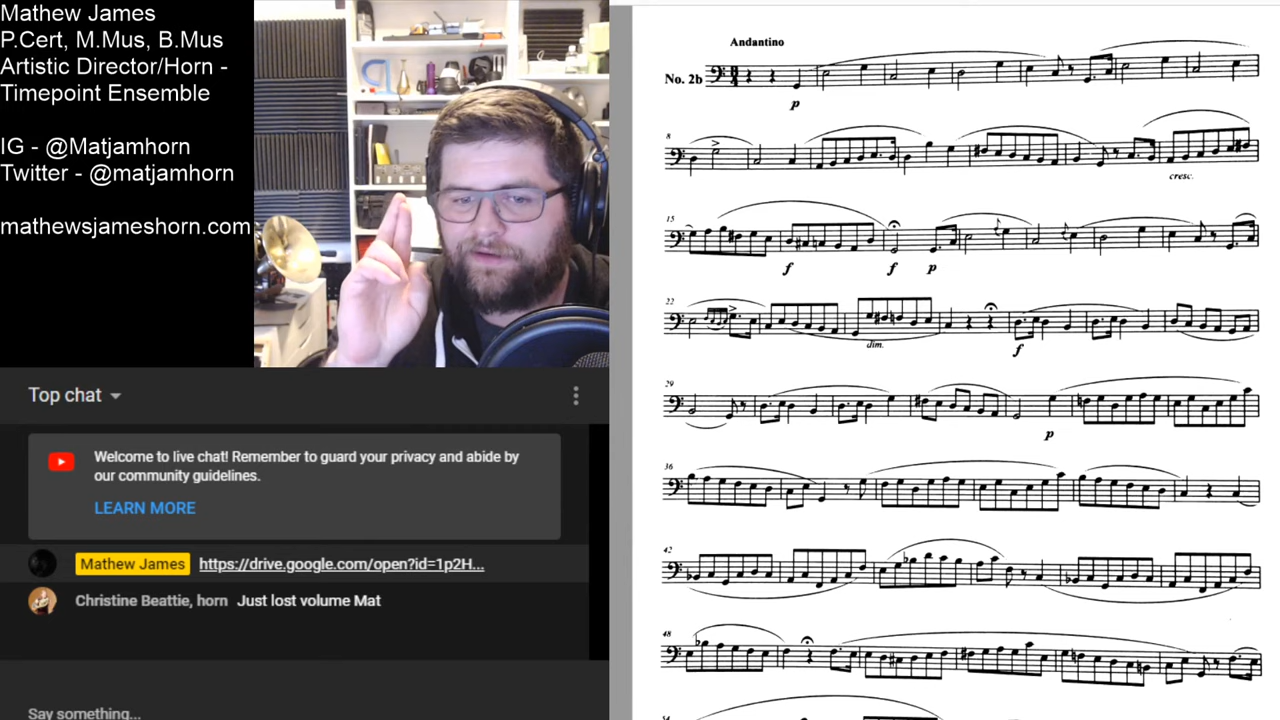 Mathew James
P.Cert, M.Mus, B.Mus
Artistic Director/Horn -
Timepoint Ensemble
IG - @Matjamhorn
Twitter - @matjamhorn
mathewsjameshorn.com
Top chat
Welcome to live chat! Remember to guard your privacy and abide by
our community guidelines.
LEARN MORE
Mathew James https://drive.google.com/open?id=1p2H...
Christine Beattie, horn Just lost volume Mat
Say something...
Andantino
No. 2b
p
8
cresc.
15
f f p
22
dim.
f
29
p
36
42
48
54